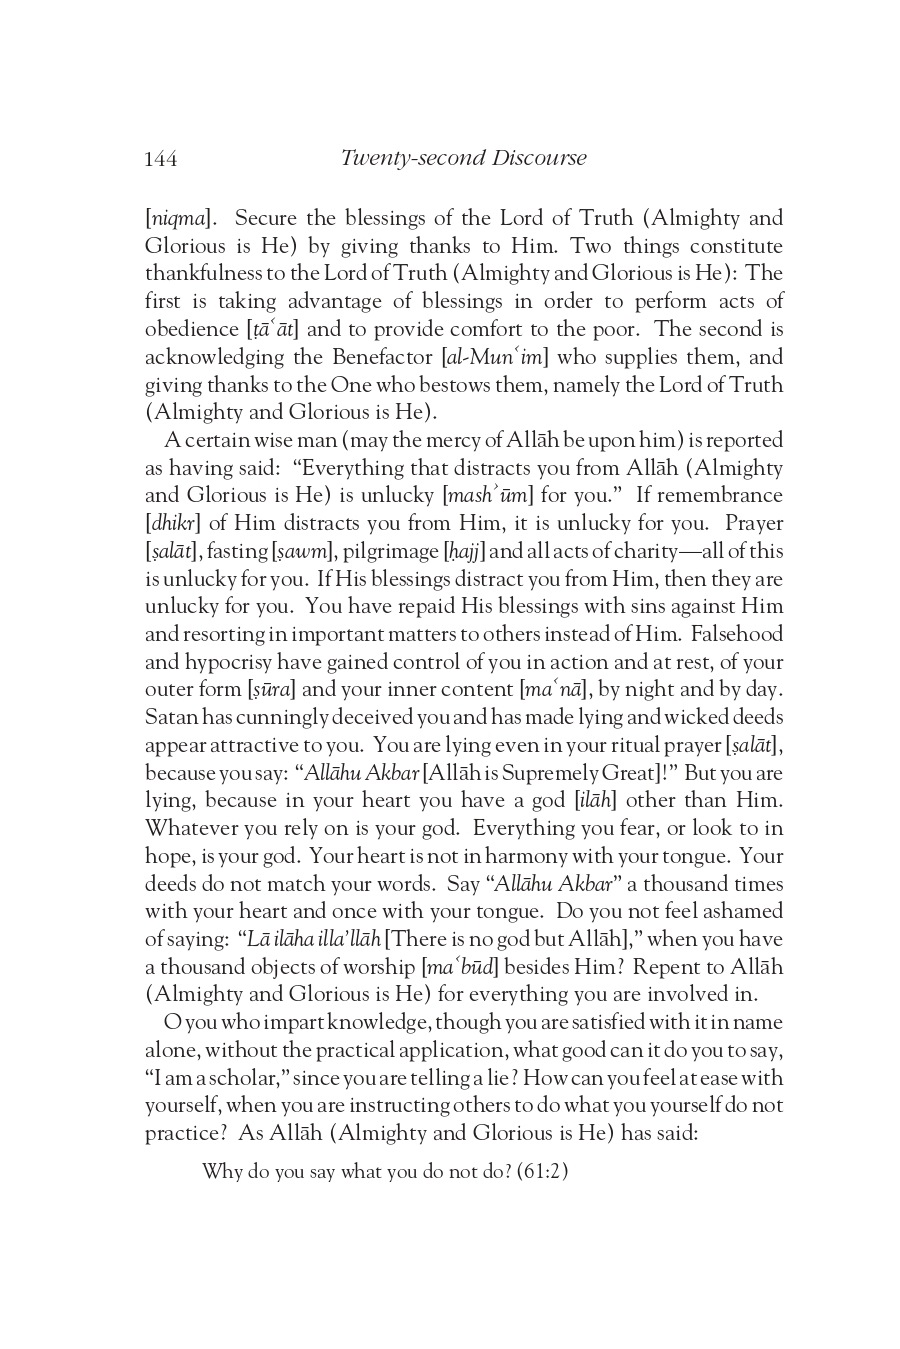 144
Twenty-second Discourse
[niqma]. Secure the blessings of the Lord of Truth (Almighty and
Glorious is He) by giving thanks to Him. Two things constitute
thankfulness to the Lord of Truth (Almighty and Glorious is He): The
first is taking advantage of blessings in order to perform acts of
obedience [ṭāʿāt] and to provide comfort to the poor. The second is
acknowledging the Benefactor [al-Munʿim] who supplies them, and
giving thanks to the One who bestows them, namely the Lord of Truth
(Almighty and Glorious is He).
A certain wise man (may the mercy of Allāh be upon him) is reported
as having said: “Everything that distracts you from Allāh (Almighty
and Glorious is He) is unlucky [mashʾūm] for you.” If remembrance
[dhikr] of Him distracts you from Him, it is unlucky for you. Prayer
[ṣalāt], fasting [ṣawm], pilgrimage [ḥajj] and all acts of charity—all of this
is unlucky for you. If His blessings distract you from Him, then they are
unlucky for you. You have repaid His blessings with sins against Him
and resorting in important matters to others instead of Him. Falsehood
and hypocrisy have gained control of you in action and at rest, of your
outer form [ṣūra] and your inner content [maʿnā], by night and by day.
Satan has cunningly deceived you and has made lying and wicked deeds
appear attractive to you. You are lying even in your ritual prayer [ṣalāt],
because you say: “Allāhu Akbar [Allāh is Supremely Great]!” But you are
lying, because in your heart you have a god [ilāh] other than Him.
Whatever you rely on is your god. Everything you fear, or look to in
hope, is your god. Your heart is not in harmony with your tongue. Your
deeds do not match your words. Say “Allāhu Akbar” a thousand times
with your heart and once with your tongue. Do you not feel ashamed
of saying: “Lā ilāha illa’llāh [There is no god but Allāh],” when you have
a thousand objects of worship [maʿbūd] besides Him? Repent to Allāh
(Almighty and Glorious is He) for everything you are involved in.
O you who impart knowledge, though you are satisfied with it in name
alone, without the practical application, what good can it do you to say,
“I am a scholar,” since you are telling a lie? How can you feel at ease with
yourself, when you are instructing others to do what you yourself do not
practice? As Allāh (Almighty and Glorious is He) has said:
Why do you say what you do not do? (61:2)